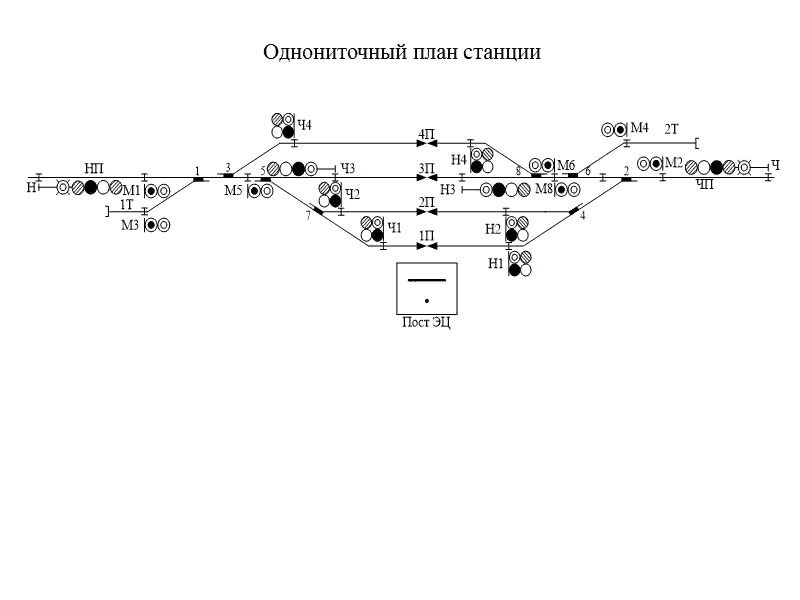 Однониточный план станции
Ч4
4П
М4
2Т
Н4
НП
1
3
5
Ч3
3П
8
М6
6
2
М2
Ч
Н
М1
М5
Ч2
Н3
М8
ЧП
1Т
2П
М3
7
Ч1
Н2
4
1П
Н1
Пост ЭЦ